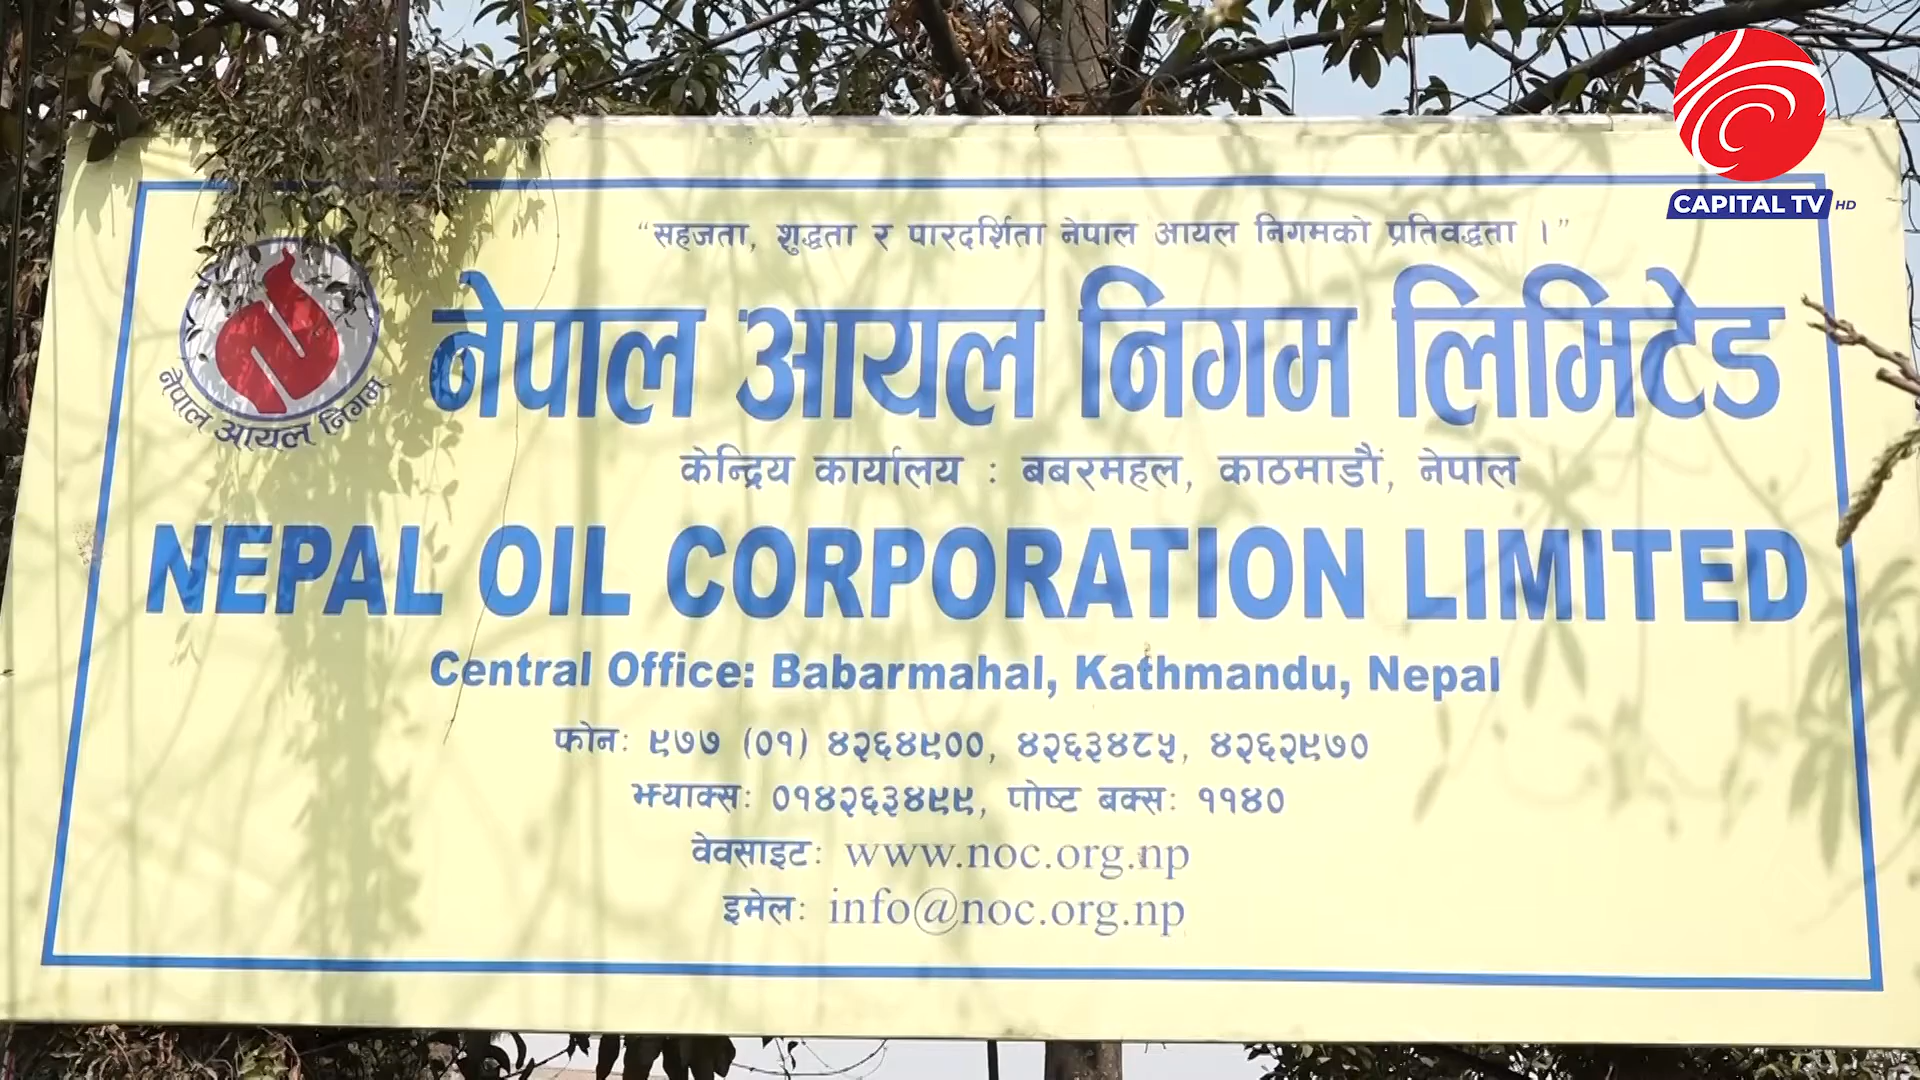 CAPITAL TV HD
“सहजता, शुद्धता र पारदर्शिता नेपाल आयल निगमको प्रतिवद्धता ।”
नेपाल आयल निगम
नेपाल आयल निगम लिमिटेड
केन्द्रिय कार्यालय : बबरमहल, काठमाडौं, नेपाल
NEPAL OIL CORPORATION LIMITED
Central Office: Babarmahal, Kathmandu, Nepal
फोन: ९७७ (०१) ४२६४९००, ४२६३४८५, ४२६२९७०
भ्याक्स: ०१४२६३४९९, पोष्ट बक्स: ११४०
वेवसाइट: www.noc.org.np
इमेल: info@noc.org.np